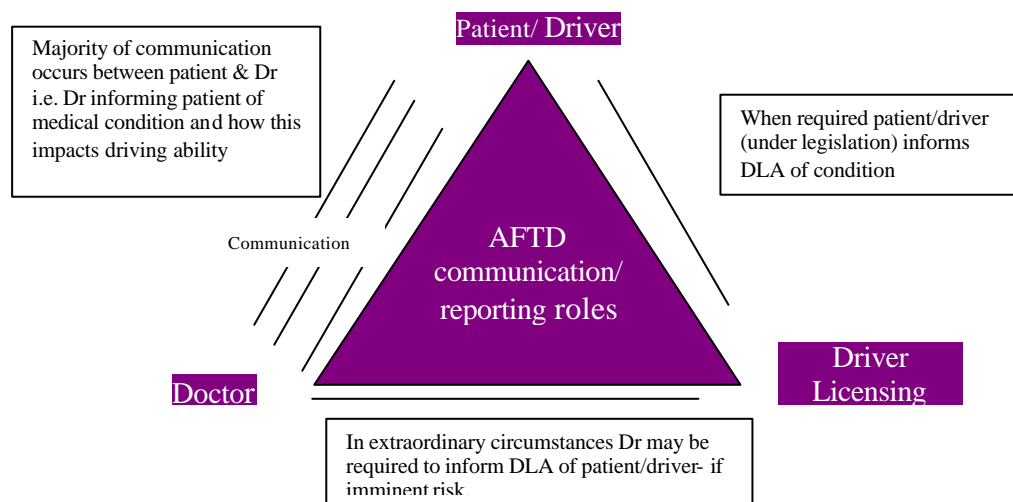 Patient/ Driver
Majority of communication
occurs between patient & Dr
i.e. Dr informing patient of
medical condition and how this
impacts driving ability
When required patient/driver
(under legislation) informs
DLA of condition
Communication
AFTD
communication/
reporting roles
Doctor
Driver
Licensing
In extraordinary circumstances Dr may be
required to inform DLA of patient/driver- if
imminent risk.